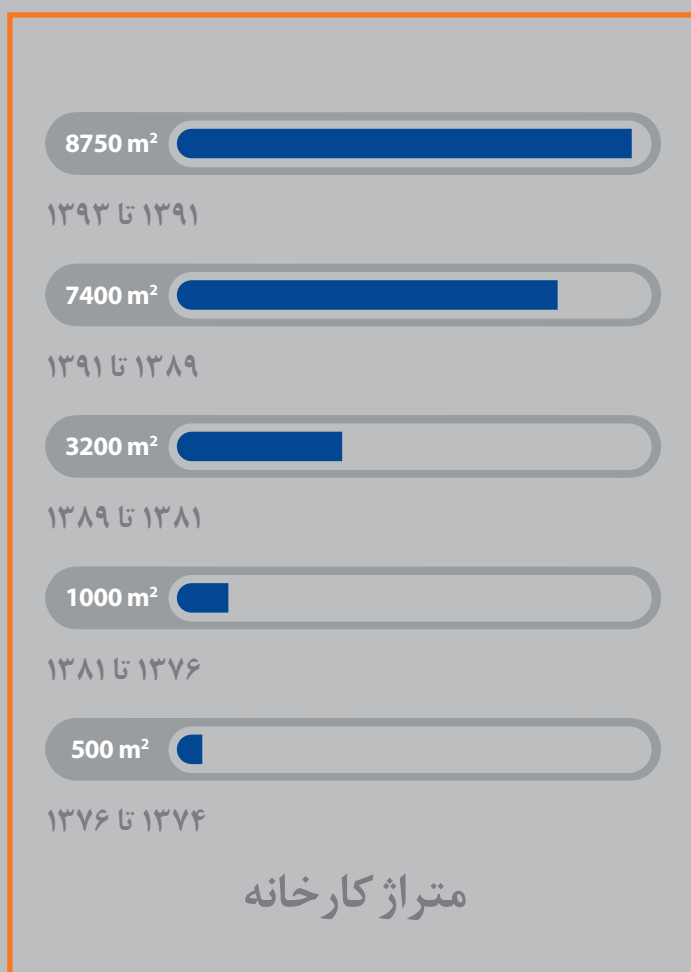 8750 m²
۱۳۹۱ تا ۱۳۹۳
7400 m²
۱۳۸۹ تا ۱۳۹۱
3200 m²
۱۳۸۱ تا ۱۳۸۹
1000 m²
۱۳۷۶ تا ۱۳۸۱
500 m²
۱۳۷۴ تا ۱۳۷۶
متراژ کارخانه